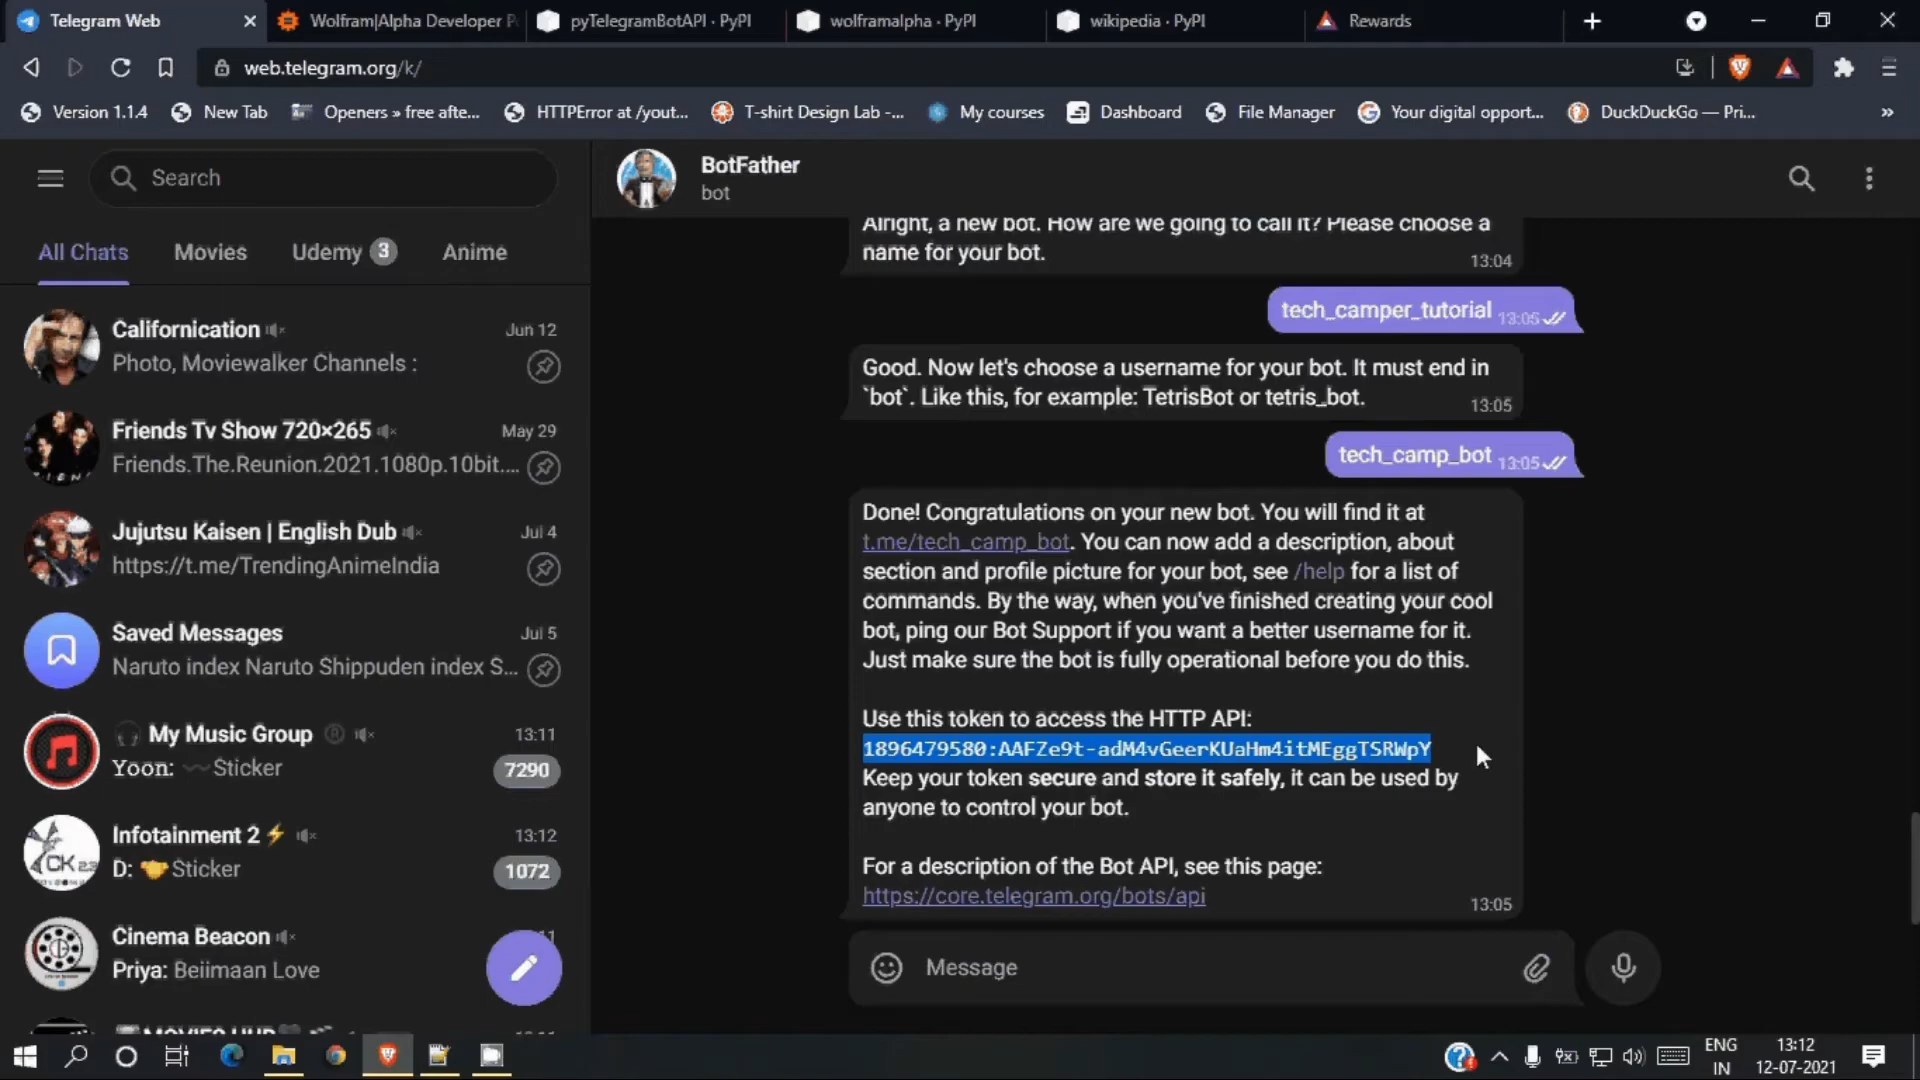 Telegram Web
Wolfram|Alpha Developer P
pyTelegramBotAPI · PyPI
wolframalpha · PyPI
wikipedia · PyPI
Rewards
web.telegram.org/k/
Version 1.1.4
New Tab
Openers » free afte...
HTTPError at /yout...
T-shirt Design Lab -...
My courses
Dashboard
File Manager
Your digital opport...
DuckDuckGo — Pri...
»
Search
BotFather
bot
All Chats
Movies
Udemy 3
Anime
Californication
Jun 12
Photo, Moviewalker Channels :
Friends Tv Show 720×265
May 29
Friends.The.Reunion.2021.1080p.10bit....
Jujutsu Kaisen | English Dub
Jul 4
https://t.me/TrendingAnimeIndia
Saved Messages
Jul 5
Naruto index Naruto Shippuden index S...
My Music Group
13:11
Yoon: Sticker
7290
Infotainment 2⚡
13:12
D: 🤝Sticker
1072
Cinema Beacon
Priya: Beiimaan Love
Alright, a new bot. How are we going to call it? Please choose a
name for your bot.
13:04
tech_camper_tutorial 13:05
Good. Now let's choose a username for your bot. It must end in
`bot`. Like this, for example: TetrisBot or tetris_bot.
13:05
tech_camp_bot 13:05
Done! Congratulations on your new bot. You will find it at
t.me/tech_camp_bot. You can now add a description, about
section and profile picture for your bot, see /help for a list of
commands. By the way, when you've finished creating your cool
bot, ping our Bot Support if you want a better username for it.
Just make sure the bot is fully operational before you do this.
Use this token to access the HTTP API:
1896479580:AAFZe9t-adM4vGeerKUaHm4itMEggTSRWpY
Keep your token secure and store it safely, it can be used by
anyone to control your bot.
For a description of the Bot API, see this page:
https://core.telegram.org/bots/api
13:05
Message
ENG
IN
13:12
12-07-2021